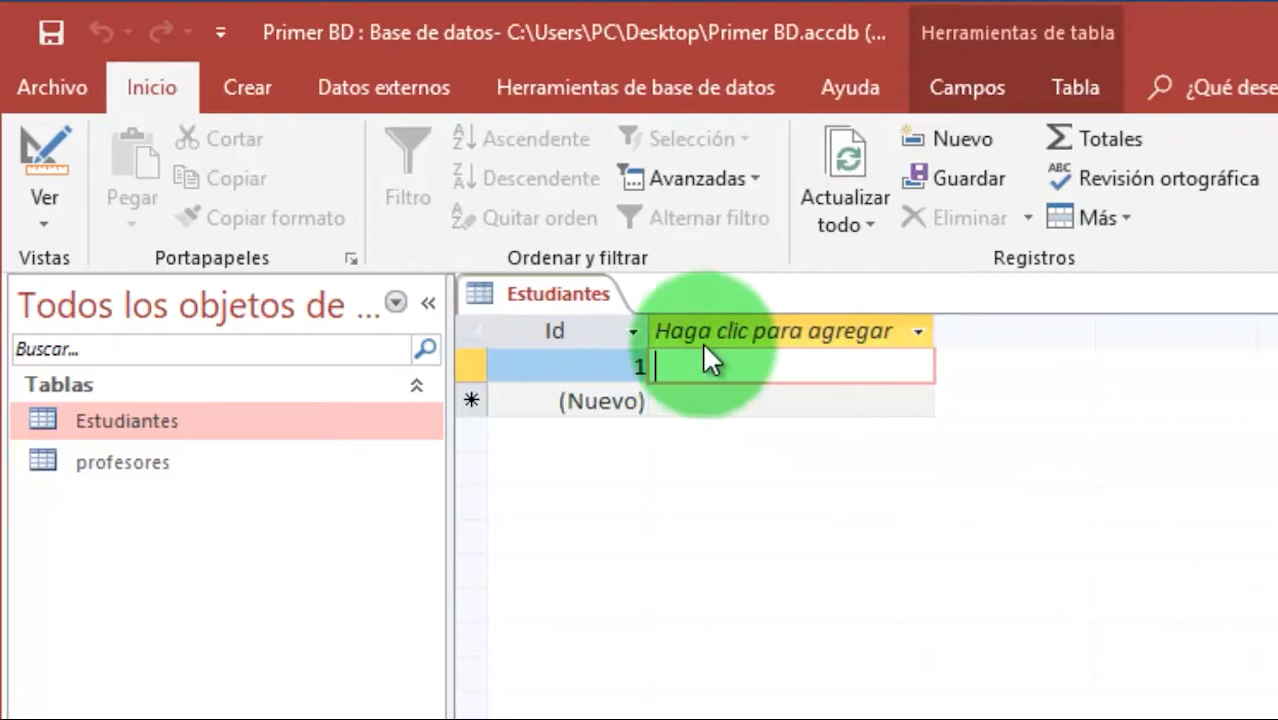 Primer BD : Base de datos- C:\Users\PC\Desktop\Primer BD.accdb (...
Herramientas de tabla
Archivo Inicio Crear Datos externos Herramientas de base de datos Ayuda Campos Tabla ¿Qué dese
Ver
Vistas
Pegar
Cortar
Copiar
Copiar formato
Portapapeles
Filtro
Ascendente
Descendente
Quitar orden
Selección
Avanzadas
Alternar filtro
Ordenar y filtrar
Actualizar
todo
Nuevo
Guardar
Eliminar
Totales
Revisión ortográfica
Más
Registros
Todos los objetos de ...
Buscar...
Tablas
Estudiantes
profesores
Estudiantes
Id Haga clic para agregar
1
(Nuevo)